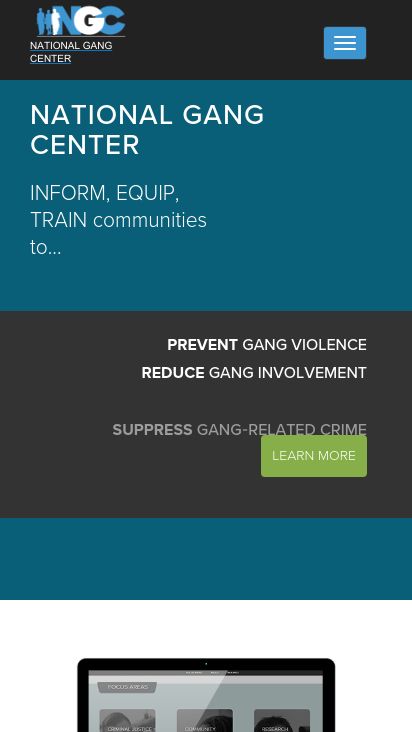 NGC
NATIONAL GANG
CENTER
NATIONAL GANG
CENTER
INFORM, EQUIP,
TRAIN communities
to...
PREVENT GANG VIOLENCE
REDUCE GANG INVOLVEMENT
SUPPRESS GANG-RELATED CRIME
LEARN MORE
FOCUS AREAS
CRIMINAL JUSTICE
COMMUNITY
RESEARCH